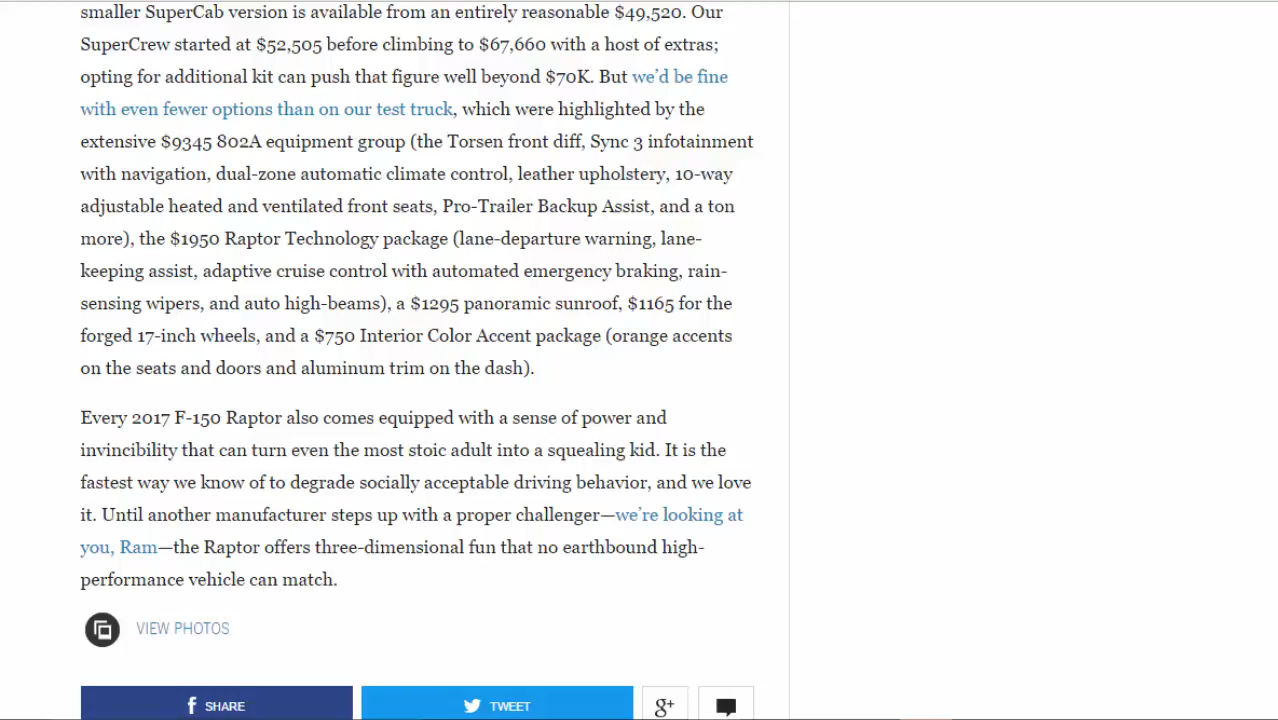 smaller SuperCab version is available from an entirely reasonable $49,520. Our
SuperCrew started at $52,505 before climbing to $67,660 with a host of extras;
opting for additional kit can push that figure well beyond $70K. But we’d be fine
with even fewer options than on our test truck, which were highlighted by the
extensive $9345 802A equipment group (the Torsen front diff, Sync 3 infotainment
with navigation, dual-zone automatic climate control, leather upholstery, 10-way
adjustable heated and ventilated front seats, Pro-Trailer Backup Assist, and a ton
more), the $1950 Raptor Technology package (lane-departure warning, lane-
keeping assist, adaptive cruise control with automated emergency braking, rain-
sensing wipers, and auto high-beams), a $1295 panoramic sunroof, $1165 for the
forged 17-inch wheels, and a $750 Interior Color Accent package (orange accents
on the seats and doors and aluminum trim on the dash).
Every 2017 F-150 Raptor also comes equipped with a sense of power and
invincibility that can turn even the most stoic adult into a squealing kid. It is the
fastest way we know of to degrade socially acceptable driving behavior, and we love
it. Until another manufacturer steps up with a proper challenger—we’re looking at
you, Ram—the Raptor offers three-dimensional fun that no earthbound high-
performance vehicle can match.
VIEW PHOTOS
f SHARE TWEET g+